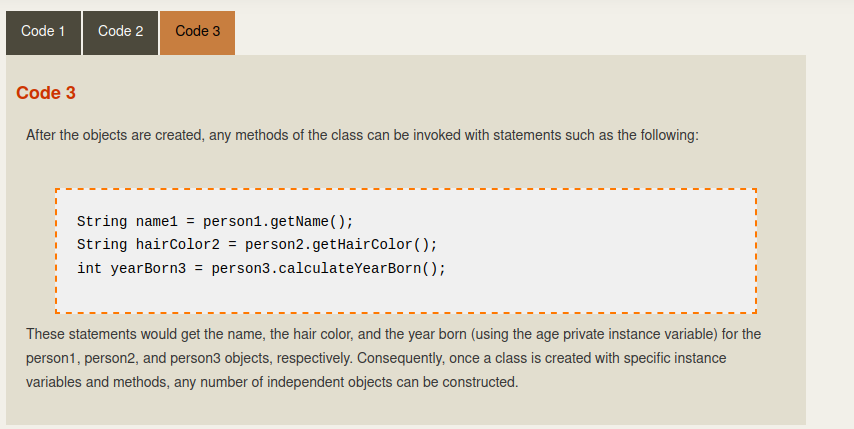 Code 1
Code 2
Code 3
Code 3
After the objects are created, any methods of the class can be invoked with statements such as the following:
String name1 = person1.getName();
String hairColor2 = person2.getHairColor();
int yearBorn3 = person3.calculateYearBorn();
These statements would get the name, the hair color, and the year born (using the age private instance variable) for the
person1, person2, and person3 objects, respectively. Consequently, once a class is created with specific instance
variables and methods, any number of independent objects can be constructed.